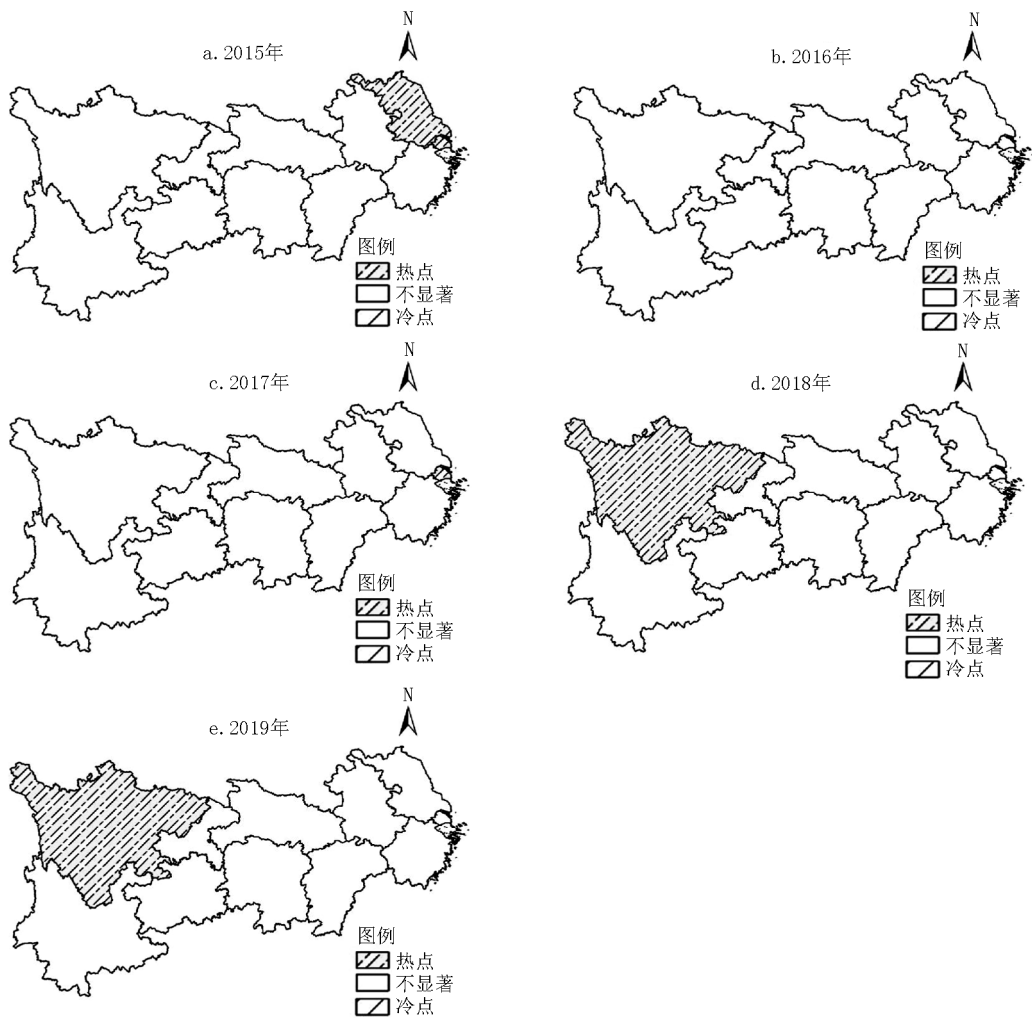 N
a.2015年
图例
热点
不显著
冷点
N
b.2016年
图例
热点
不显著
冷点
N
c.2017年
图例
热点
不显著
冷点
N
d.2018年
图例
热点
不显著
冷点
N
e.2019年
图例
热点
不显著
冷点